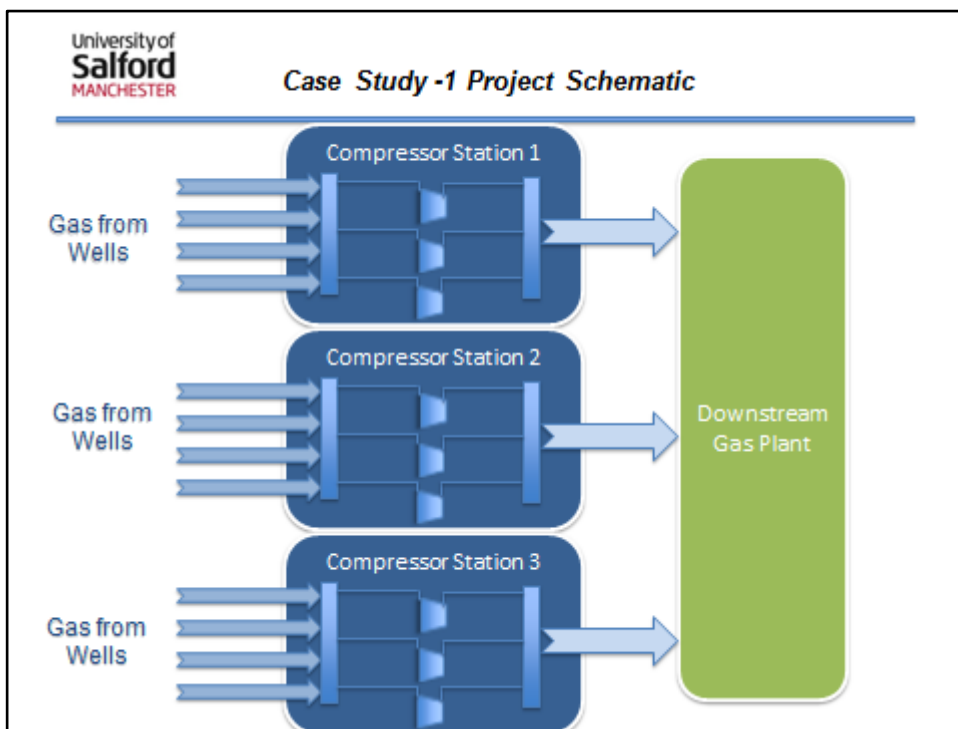 University of
Salford
MANCHESTER
Case Study -1 Project Schematic
Compressor Station 1
Gas from
Wells
Compressor Station 2
Gas from
Wells
Downstream
Gas Plant
Compressor Station 3
Gas from
Wells